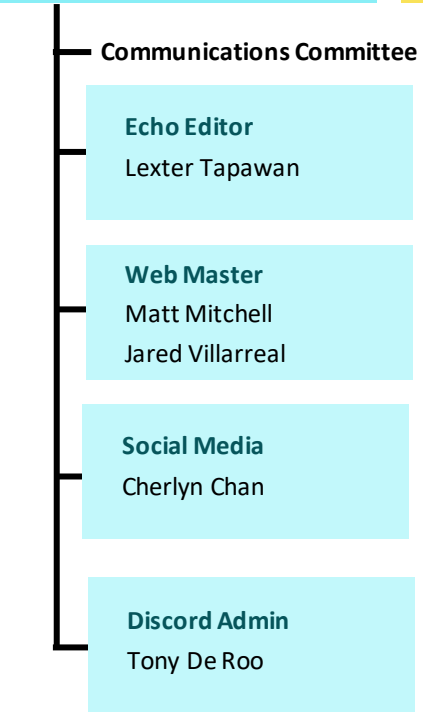 Communications Committee
Echo Editor
Lexter Tapawan
Web Master
Matt Mitchell
Jared Villarreal
Social Media
Cherlyn Chan
Discord Admin
Tony De Roo